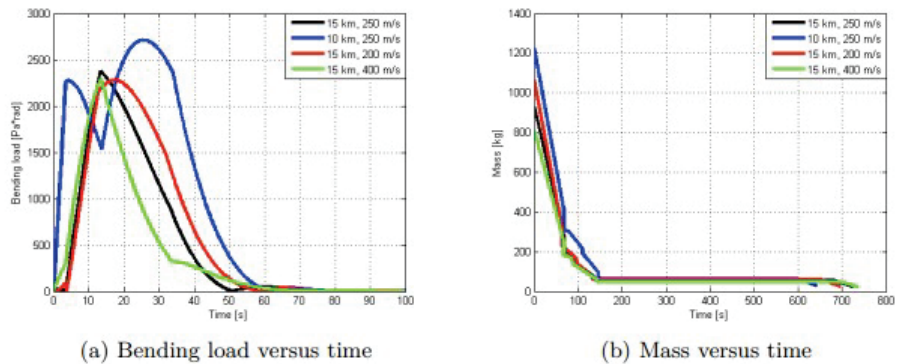 3000
2500
2000
1500
1000
500
0
0 10 20 30 40 50 60 70 80 90 100
Bending load [Pa*rad]
Time [s]
15 km, 250 m/s
10 km, 250 m/s
15 km, 200 m/s
15 km, 400 m/s
(a) Bending load versus time
1400
1200
1000
800
600
400
200
0
0 100 200 300 400 500 600 700 800
Mass [kg]
Time [s]
15 km, 250 m/s
10 km, 250 m/s
15 km, 200 m/s
15 km, 400 m/s
(b) Mass versus time